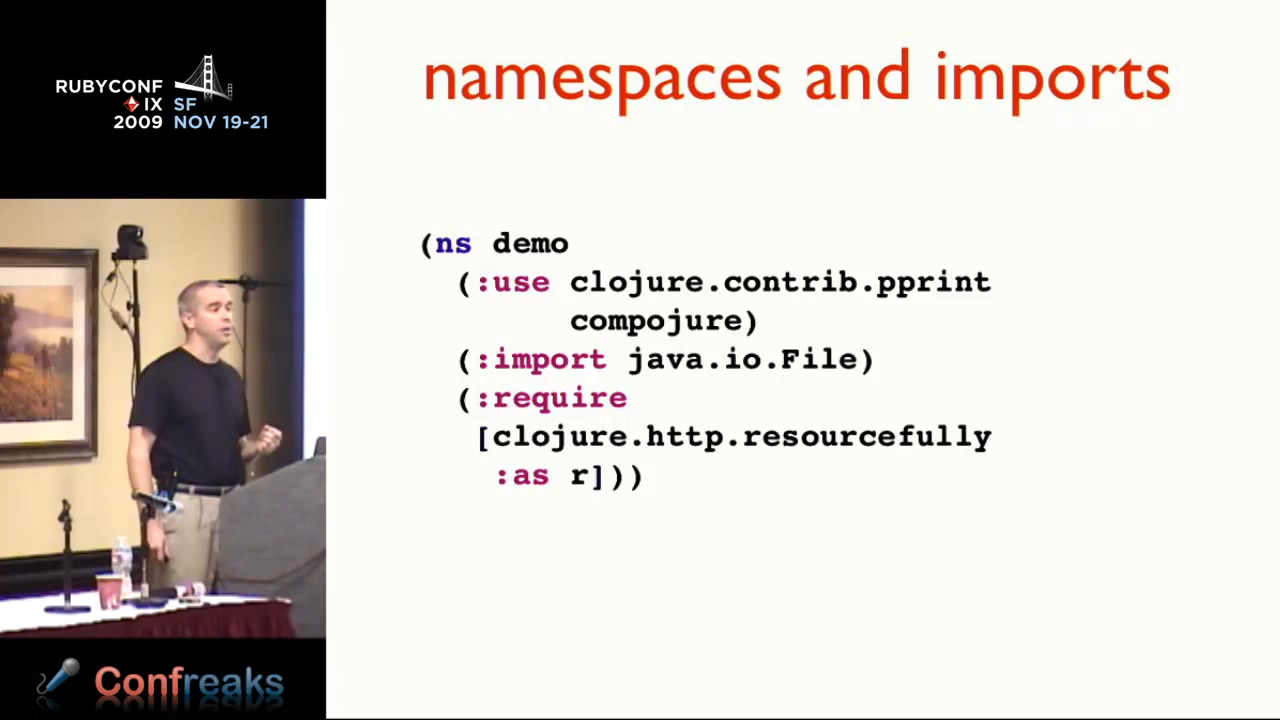 RUBYCONF
IX SF
2009 NOV 19-21
namespaces and imports
(ns demo
(:use clojure.contrib.pprint
compojure)
(:import java.io.File)
(:require
[clojure.http.resourcefully
:as r]))
Confreaks